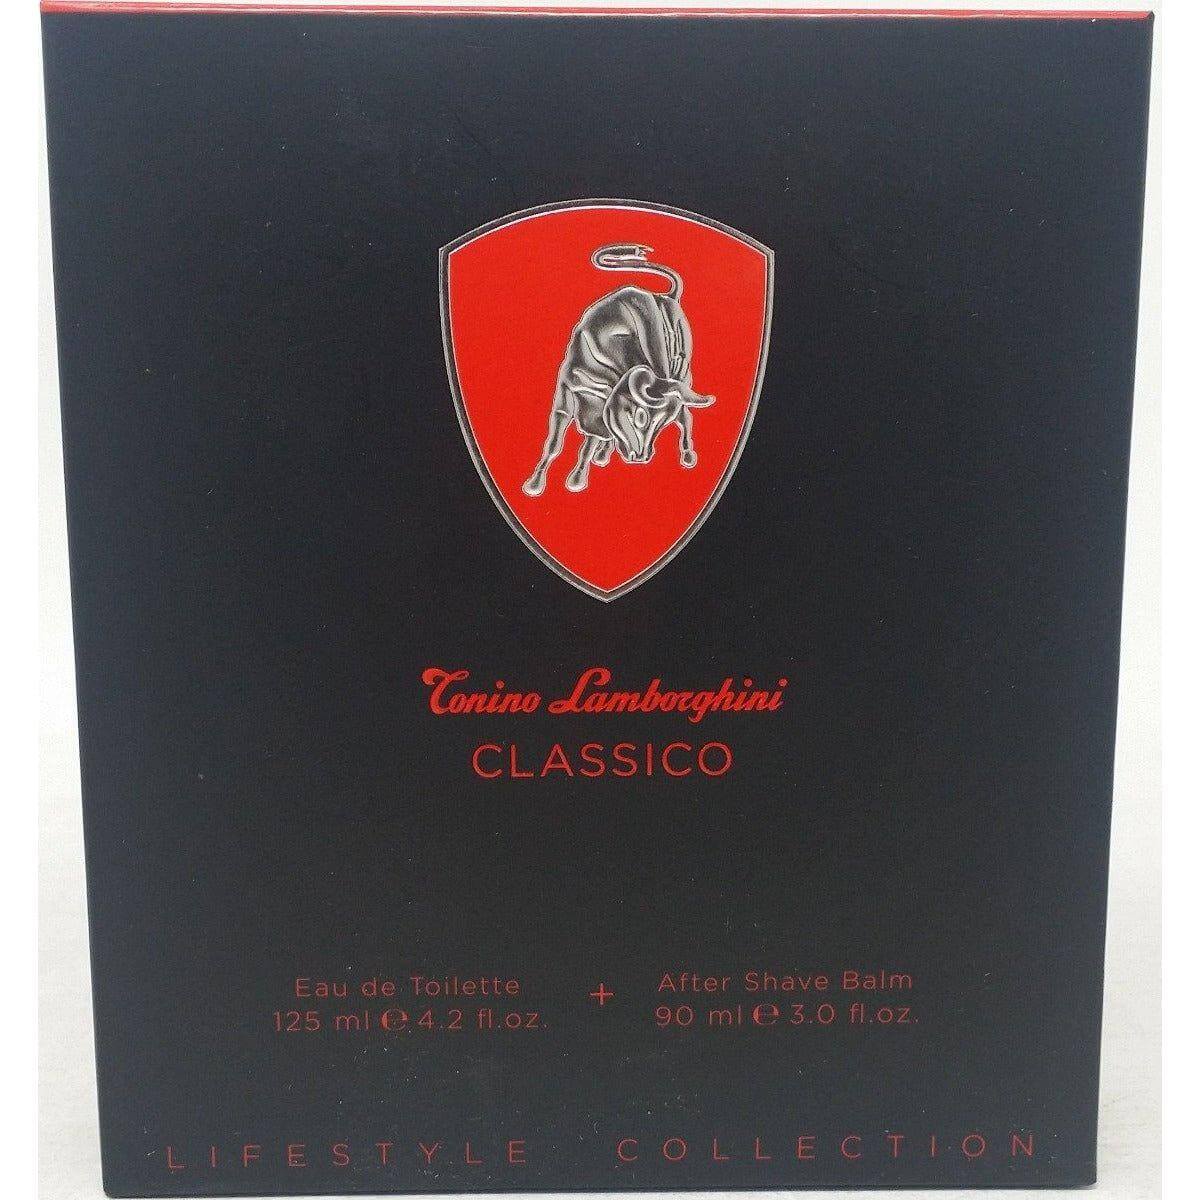 Tonino Lamborghini
CLASSICO
Eau de Toilette
125 ml ℮ 4.2 fl.oz.
+
After Shave Balm
90 ml ℮ 3.0 fl.oz.
LIFESTYLE COLLECTION